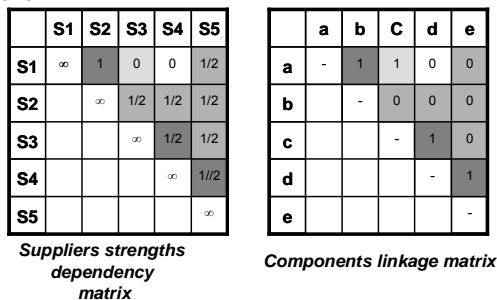 S1 S2 S3 S4 S5
S1 ∞ 1 0 0 1/2
S2 ∞ 1/2 1/2 1/2
S3 ∞ 1/2 1/2
S4 ∞ 1//2
S5 ∞
Suppliers strengths
dependency
matrix
a b C d e
a - 1 1 0 0
b - 0 0 0
c - 1 0
d - 1
e -
Components linkage matrix